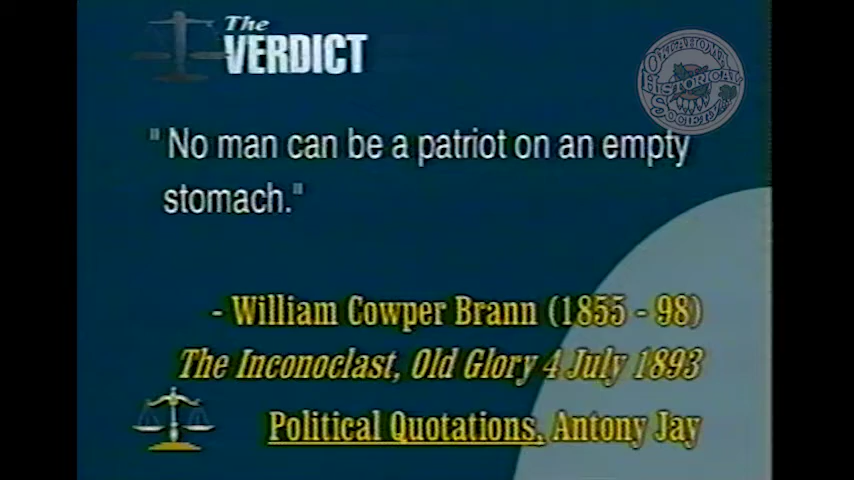 The
VERDICT
OKLAHOMA
HISTORICAL
SOCIETY
" No man can be a patriot on an empty
stomach."
- William Cowper Brann (1855 - 98)
The Inconoclast, Old Glory 4 July 1893
Political Quotations, Antony Jay